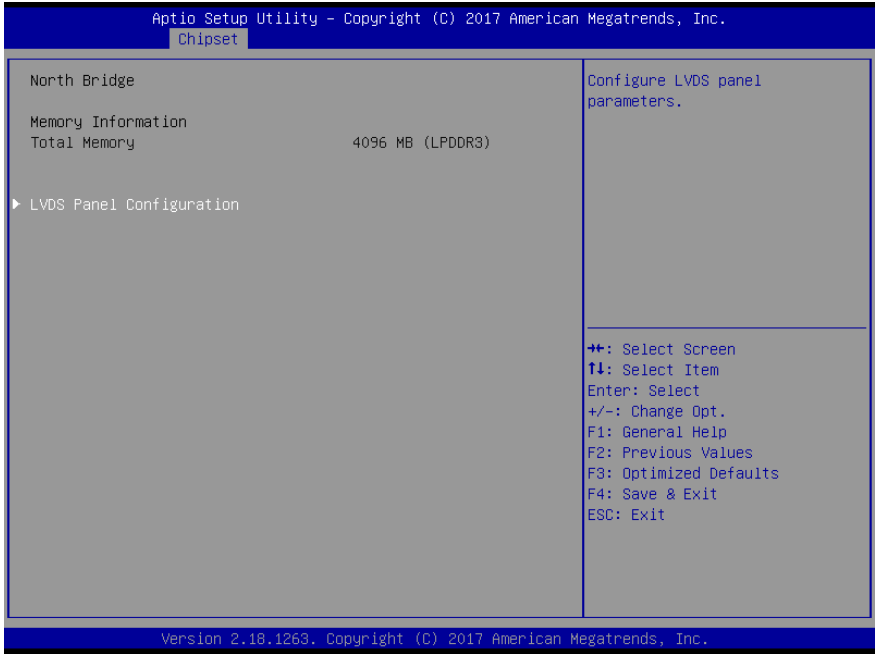 Aptio Setup Utility – Copyright (C) 2017 American Megatrends, Inc.
Chipset
North Bridge
Memory Information
Total Memory 4096 MB (LPDDR3)
► LVDS Panel Configuration
Configure LVDS panel
parameters.
→←: Select Screen
↑↓: Select Item
Enter: Select
+/-: Change Opt.
F1: General Help
F2: Previous Values
F3: Optimized Defaults
F4: Save & Exit
ESC: Exit
Version 2.18.1263. Copyright (C) 2017 American Megatrends, Inc.